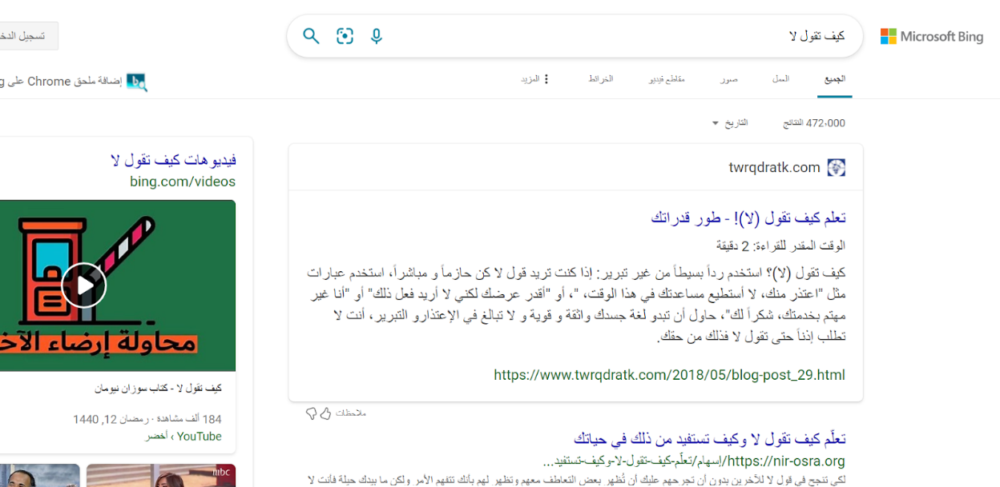 Microsoft Bing
كيف تقول لا
تسجيل
الجميع
العمل
صور
مقاطع فيديو
الخرائط
المزيد
إضافة ملحق Chrome على
472،000 النتائج
التاريخ
twrqdratk.com
تعلم كيف تقول (لا)! - طور قدراتك
الوقت المقدر للقراءة: 2 دقيقة
كيف تقول (لا)؟ استخدم رداً بسيطاً من غير تبرير: إذا كنت تريد قول لا كن حازماً و مباشراً، استخدم عبارات
مثل "اعتذر منك، لا أستطيع مساعدتك في هذا الوقت، "، أو "أقدر عرضك لكني لا أريد فعل ذلك" أو "أنا غير
مهتم بخدمتك، شكراً لك"، حاول أن تبدو لغة جسدك واثقة و قوية و لا تبالغ في الإعتذارو التبرير، أنت لا
تطلب إذناً حتى تقول لا فذلك من حقك.
https://www.twrqdratk.com/2018/05/blog-post_29.html
ملاحظات
تعلّم كيف تقول لا وكيف تستفيد من ذلك في حياتك
https://nir-osra.org/إسهام/تعلّم-كيف-تقول-لا-وكيف-تستفيد...
لكي تنجح في قول لا للآخرين بدون أن تجرحهم عليك أن تُظهر بعض التعاطف معهم وتظهر لهم بأنك تتفهم الأمر ولكن ما بيدك حيلة فأنت لا
فيديوهات كيف تقول لا
bing.com/videos
محاولة إرضاء
كيف تقول لا - كتاب سوزان نيومان
184 ألف مشاهدة · رمضان 12, 1440
YouTube › أخضر
mbc